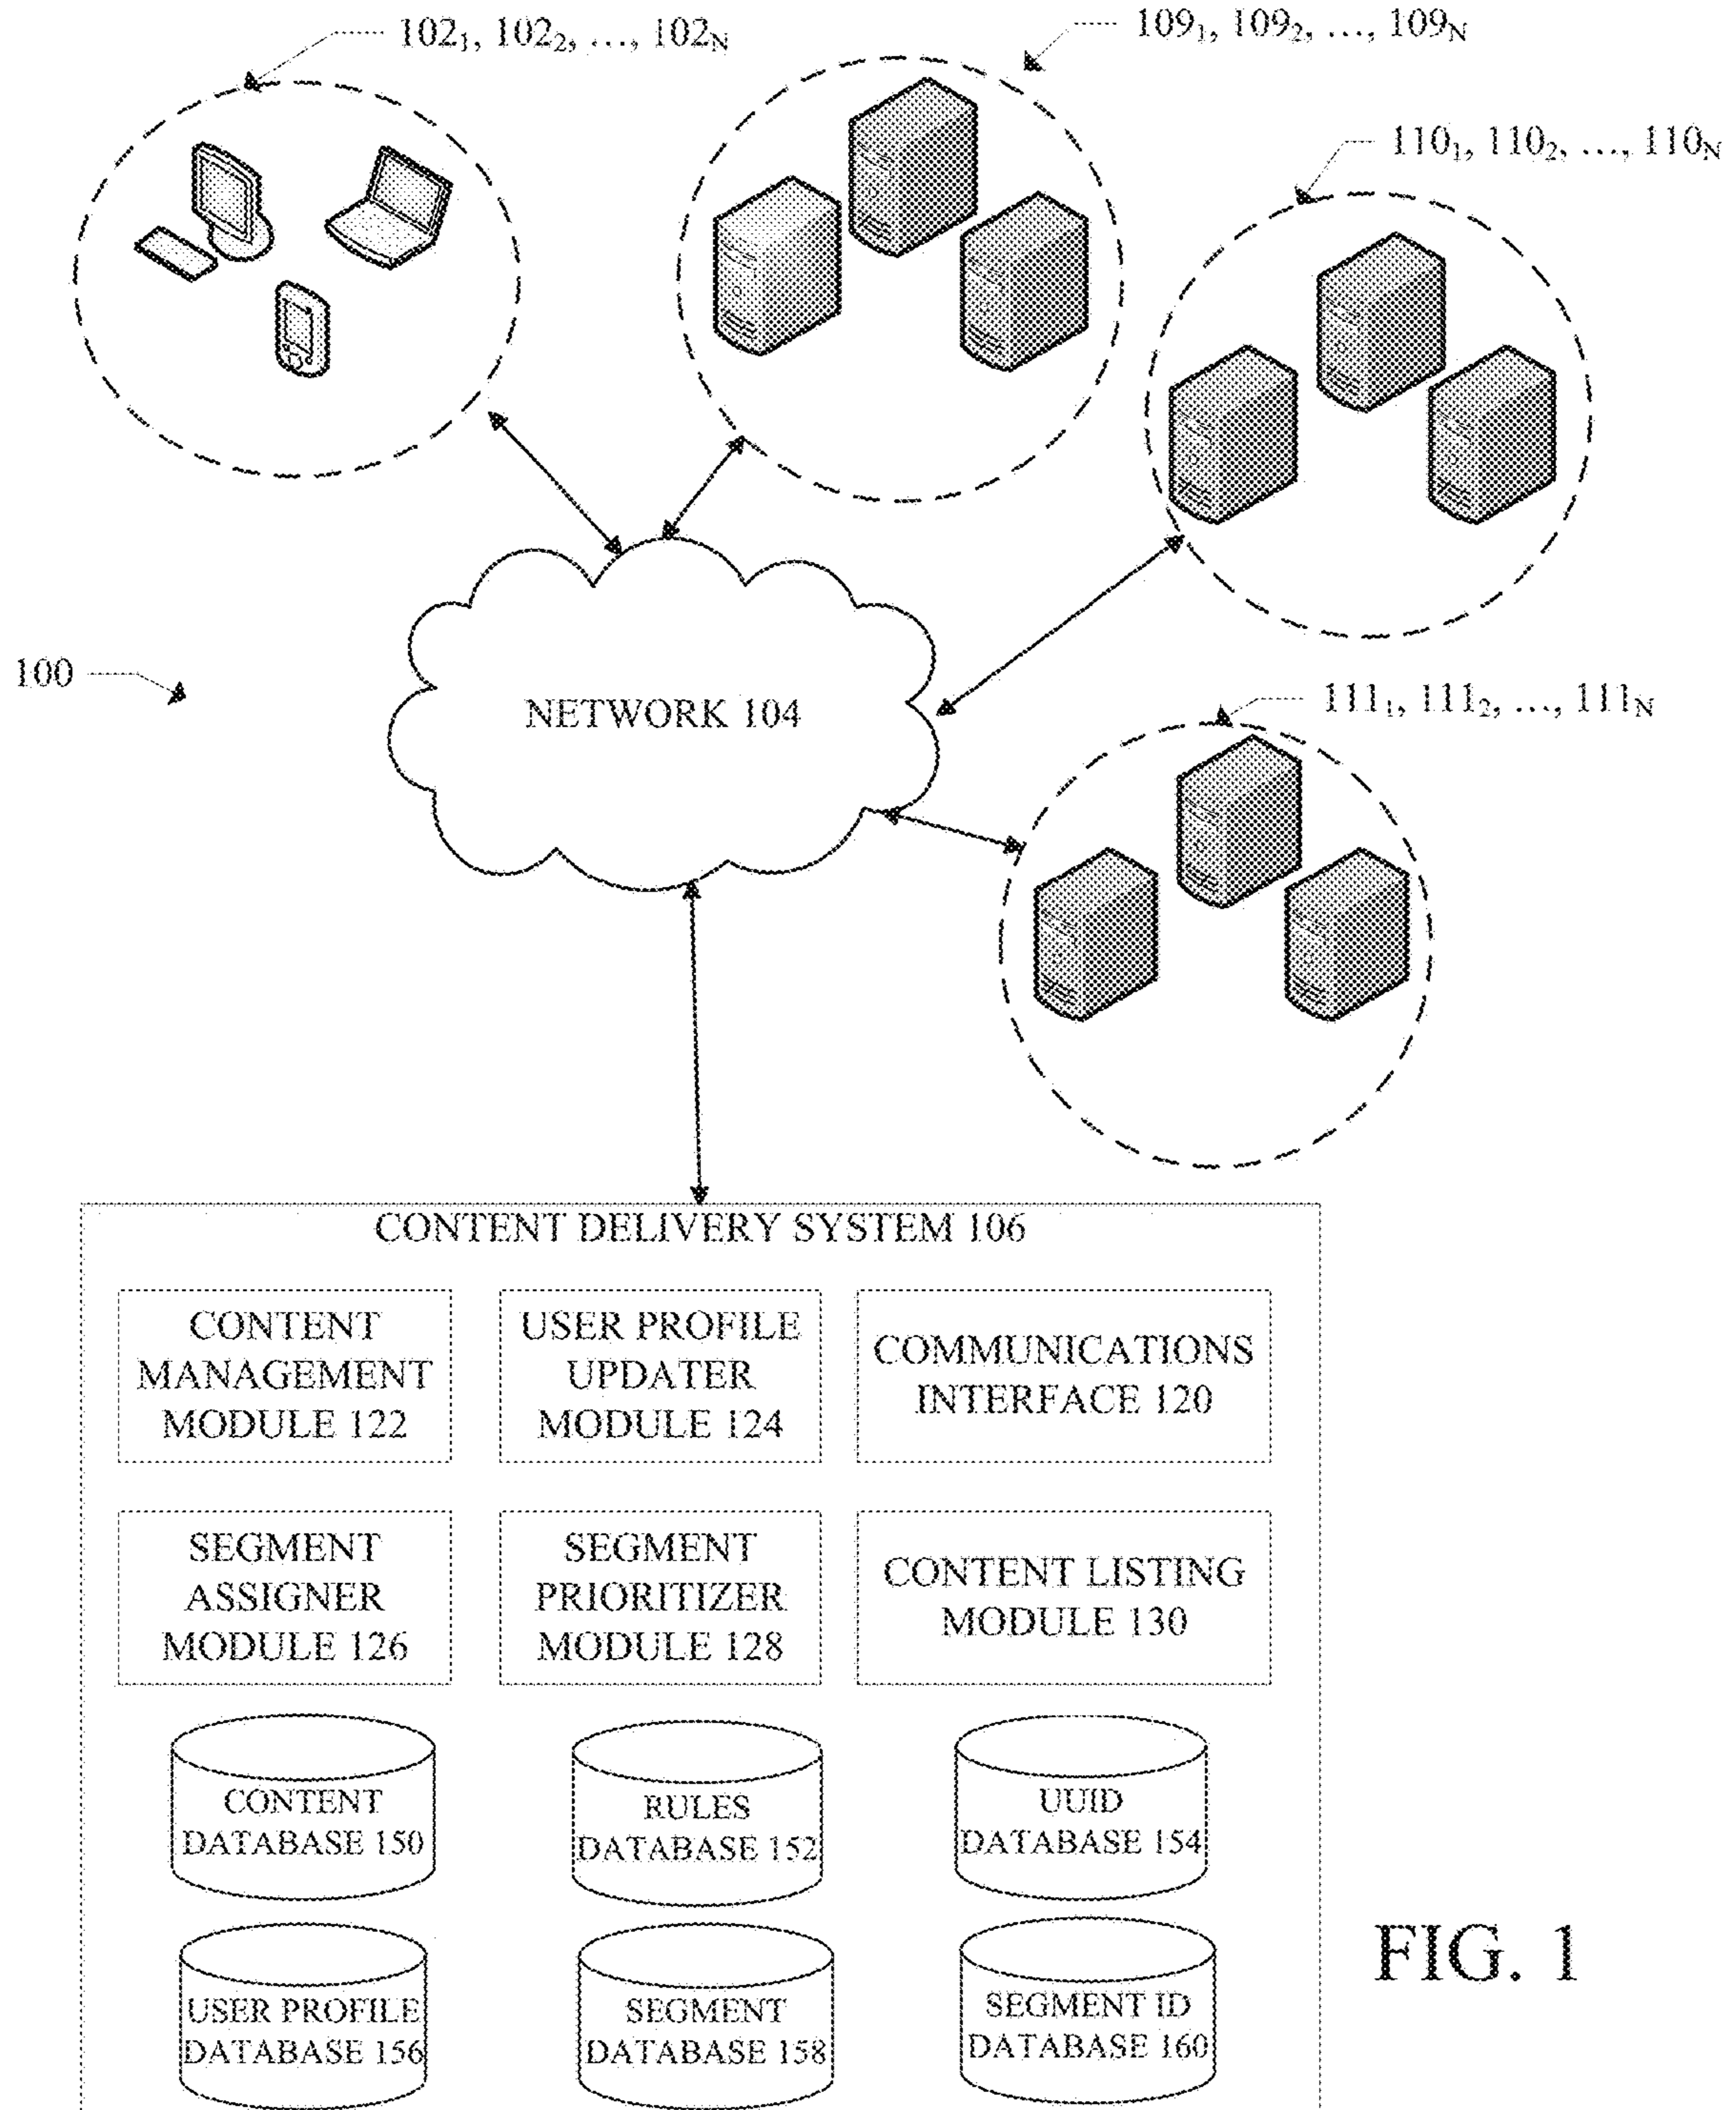 102₁, 102₂, ..., 102N
109₁, 109₂, ..., 109N
110₁, 110₂, ..., 110N
100
NETWORK 104
111₁, 111₂, ..., 111N
CONTENT DELIVERY SYSTEM 106
CONTENT
MANAGEMENT
MODULE 122
USER PROFILE
UPDATER
MODULE 124
COMMUNICATIONS
INTERFACE 120
SEGMENT
ASSIGNER
MODULE 126
SEGMENT
PRIORITIZER
MODULE 128
CONTENT LISTING
MODULE 130
CONTENT
DATABASE 150
RULES
DATABASE 152
UUID
DATABASE 154
USER PROFILE
DATABASE 156
SEGMENT
DATABASE 158
SEGMENT ID
DATABASE 160
FIG. 1